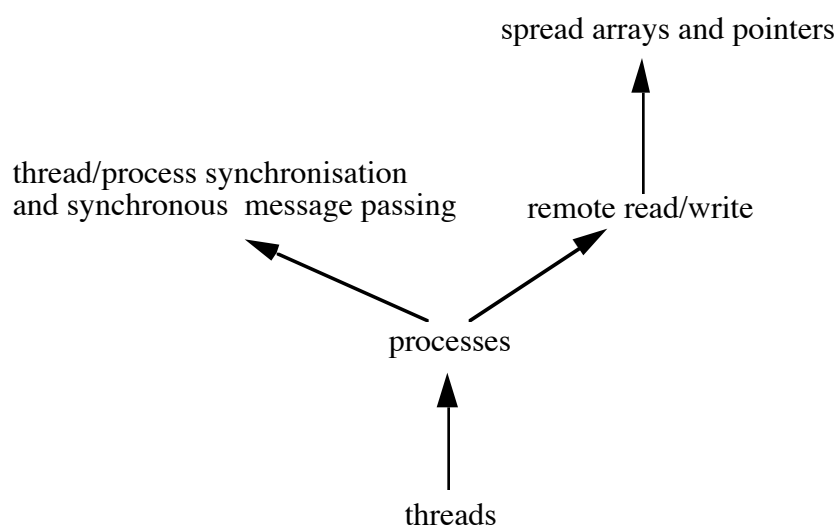 spread arrays and pointers
thread/process synchronisation
and synchronous  message passing
remote read/write
processes
threads